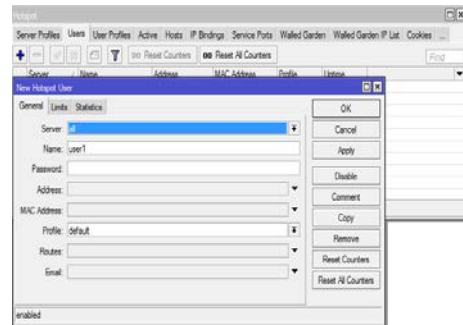 Hotspot
Server Profiles Users User Profiles Active Hosts IP Bindings Service Ports Walled Garden Walled Garden IP List Cookies ...
00 Reset Counters 00 Reset All Counters Find
Server Name Address MAC Address Profile Uptime
New Hotspot User
General Limits Statistics
OK
Server: all
Cancel
Name: user1
Apply
Password:
Disable
Address:
Comment
MAC Address:
Copy
Profile: default
Remove
Routes:
Reset Counters
Email:
Reset All Counters
enabled